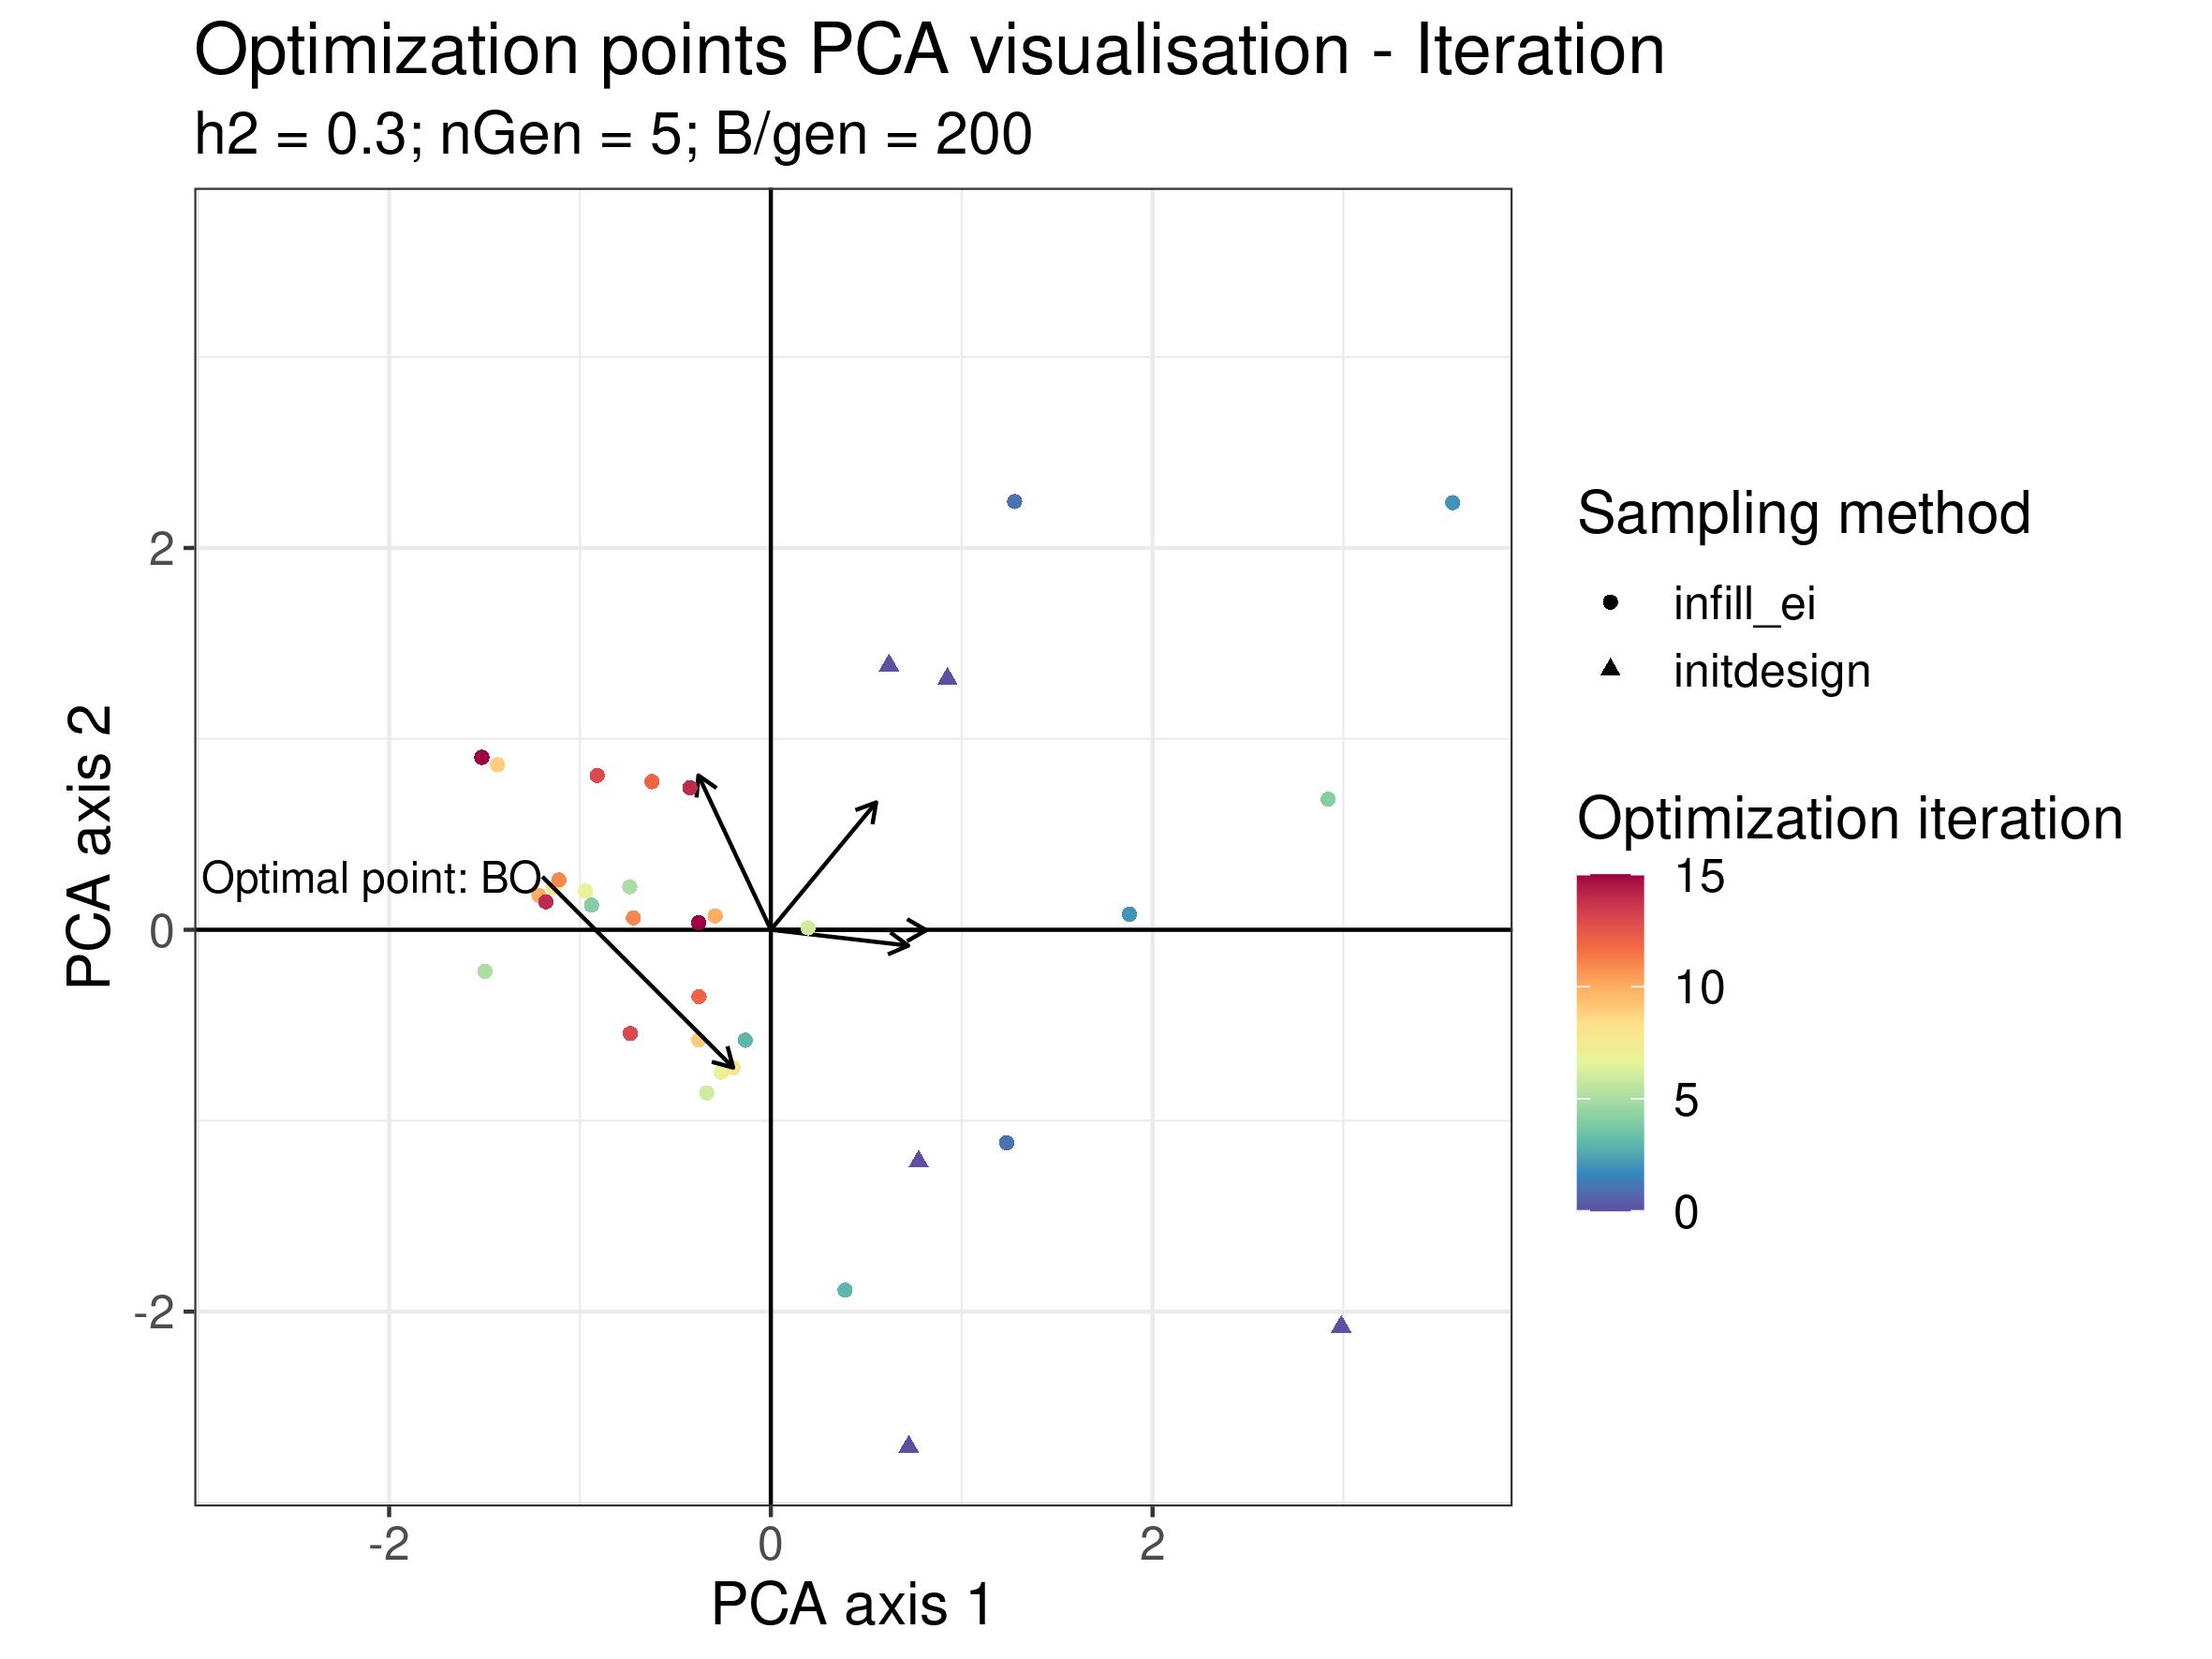 Optimization points PCA visualisation - Iteration
h2 = 0.3; nGen = 5; B/gen = 200
PCA axis 2
2
0
-2
Optimal point: BO
-2
0
2
PCA axis 1
Sampling method
infill_ei
initdesign
Optimization iteration
15
10
5
0